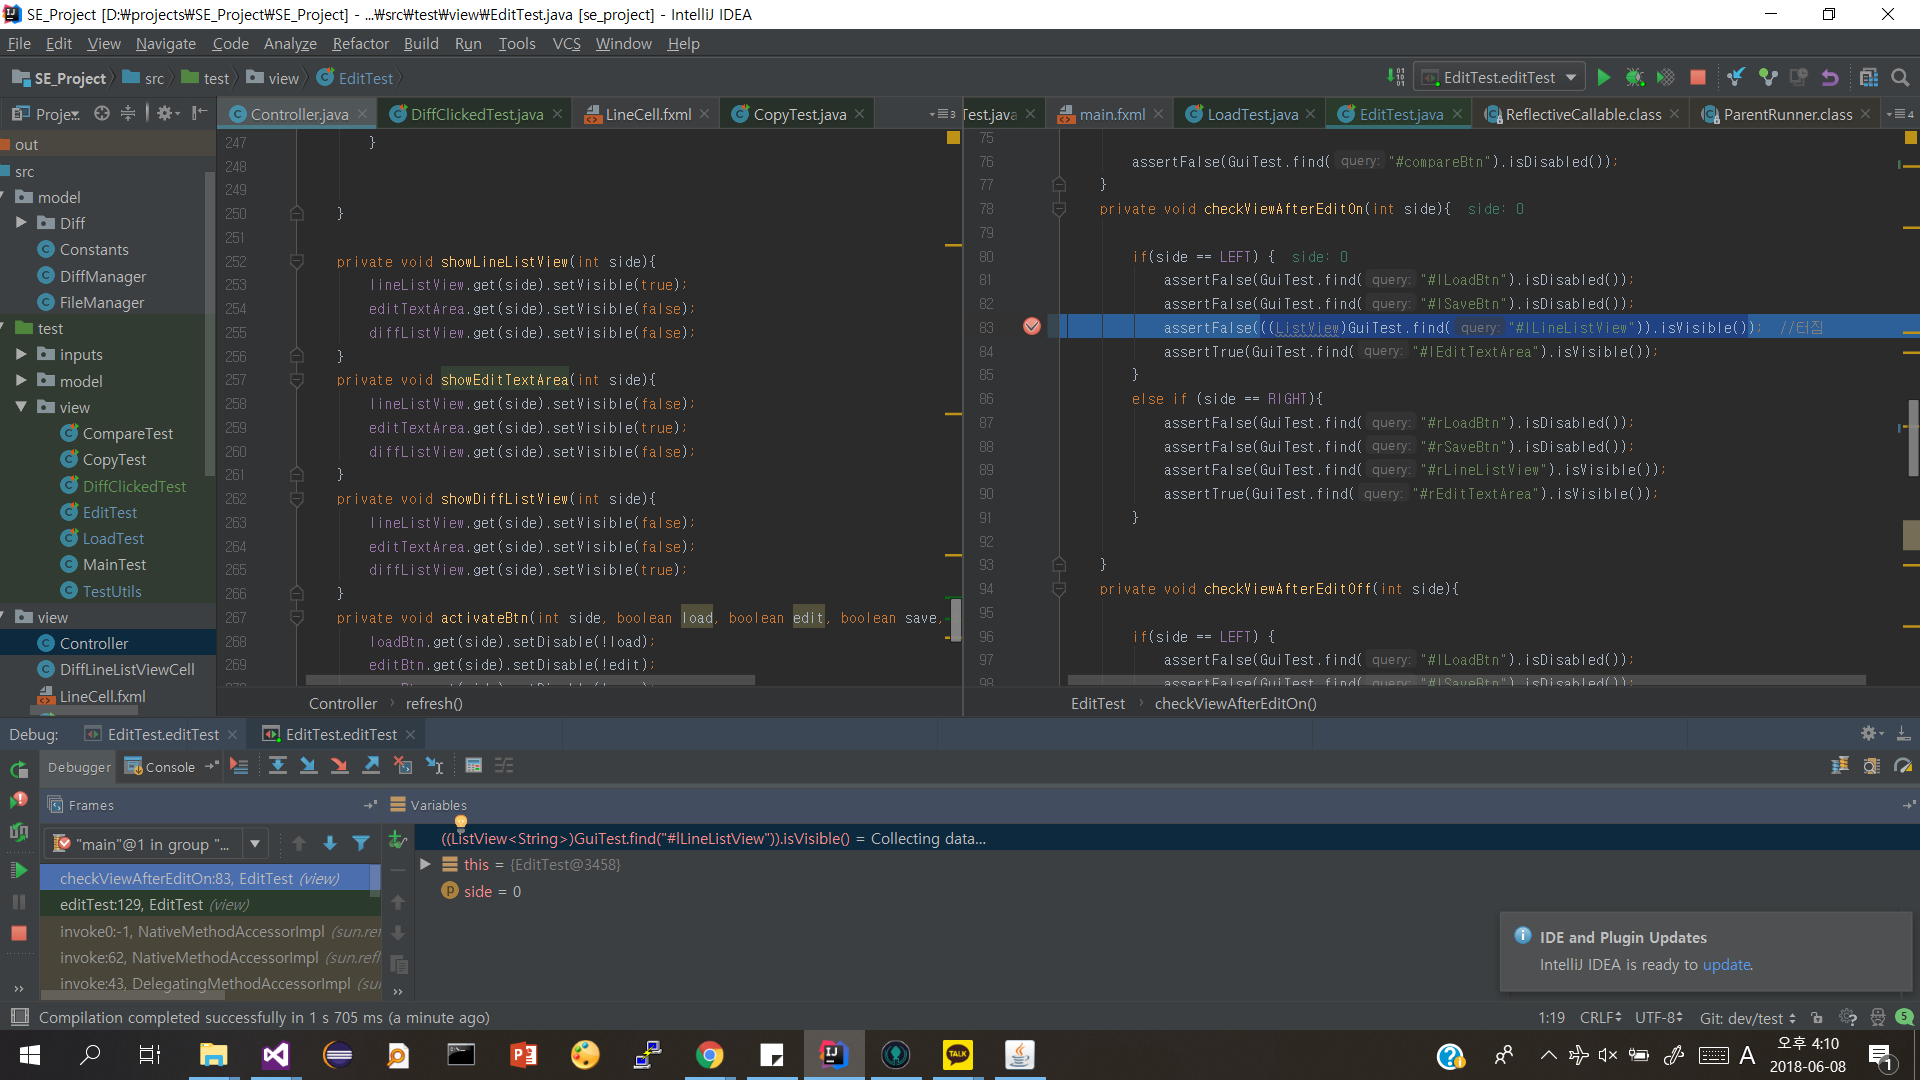 SE_Project [D:₩projects₩SE_Project₩SE_Project] - ...₩src₩test₩view₩EditTest.java [se_project] - IntelliJ IDEA
File Edit View Navigate Code Analyze Refactor Build Run Tools VCS Window Help
SE_Project src test view EditTest
EditTest.editTest
Proje.. Controller.java DiffClickedTest.java LineCell.fxml CopyTest.java
Test.java main.fxml LoadTest.java EditTest.java ReflectiveCallable.class ParentRunner.class
out
src
model
Diff
Constants
DiffManager
FileManager
test
inputs
model
view
CompareTest
CopyTest
DiffClickedTest
EditTest
LoadTest
MainTest
TestUtils
view
Controller
DiffLineListViewCell
LineCell.fxml
247 }
248
249
250 }
251
252 private void showLineListView(int side){
253 lineListView.get(side).setVisible(true);
254 editTextArea.get(side).setVisible(false);
255 diffListView.get(side).setVisible(false);
256 }
257 private void showEditTextArea(int side){
258 lineListView.get(side).setVisible(false);
259 editTextArea.get(side).setVisible(true);
260 diffListView.get(side).setVisible(false);
261 }
262 private void showDiffListView(int side){
263 lineListView.get(side).setVisible(false);
264 editTextArea.get(side).setVisible(false);
265 diffListView.get(side).setVisible(true);
266 }
267 private void activateBtn(int side, boolean load, boolean edit, boolean save,
268 loadBtn.get(side).setDisable(!load);
269 editBtn.get(side).setDisable(!edit);
Controller refresh()
75
76 assertFalse(GuiTest.find( query: "#compareBtn").isDisabled());
77 }
78 private void checkViewAfterEditOn(int side){ side: 0
79
80 if(side == LEFT) { side: 0
81 assertFalse(GuiTest.find( query: "#lLoadBtn").isDisabled());
82 assertFalse(GuiTest.find( query: "#lSaveBtn").isDisabled());
83 assertFalse(((ListView)GuiTest.find( query: "#lLineListView")).isVisible()); //터짐
84 assertTrue(GuiTest.find( query: "#lEditTextArea").isVisible());
85 }
86 else if (side == RIGHT){
87 assertFalse(GuiTest.find( query: "#rLoadBtn").isDisabled());
88 assertFalse(GuiTest.find( query: "#rSaveBtn").isDisabled());
89 assertFalse(GuiTest.find( query: "#rLineListView").isVisible());
90 assertTrue(GuiTest.find( query: "#rEditTextArea").isVisible());
91 }
92
93 }
94 private void checkViewAfterEditOff(int side){
95
96 if(side == LEFT) {
97 assertFalse(GuiTest.find( query: "#lLoadBtn").isDisabled());
98 assertFalse(GuiTest.find( query: "#lSaveBtn").isDisabled());
EditTest checkViewAfterEditOn()
Debug: EditTest.editTest EditTest.editTest
Debugger Console
Frames Variables
"main"@1 in group "...
checkViewAfterEditOn:83, EditTest (view)
editTest:129, EditTest (view)
invoke0:-1, NativeMethodAccessorImpl (sun.ref
invoke:62, NativeMethodAccessorImpl (sun.refl
invoke:43, DelegatingMethodAccessorImpl (su
((ListView<String>)GuiTest.find("#lLineListView")).isVisible() = Collecting data...
this = {EditTest@3458}
side = 0
IDE and Plugin Updates
IntelliJ IDEA is ready to update.
Compilation completed successfully in 1 s 705 ms (a minute ago)
1:19 CRLF UTF-8 Git: dev/test 5
TALK A
오후 4:10
2018-06-08
1